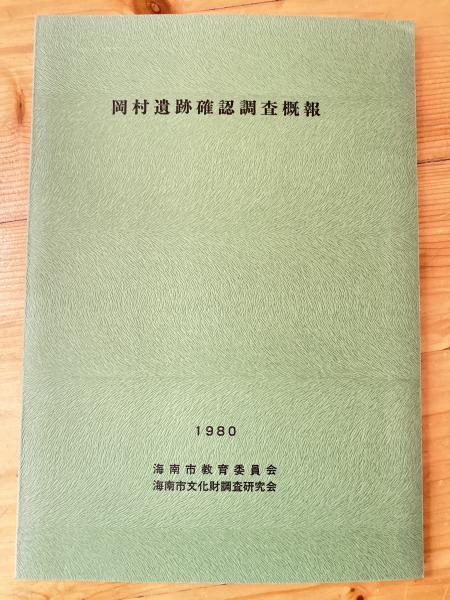 岡村遺跡確認調査概報
1980
海南市教育委員会
海南市文化財調査研究会